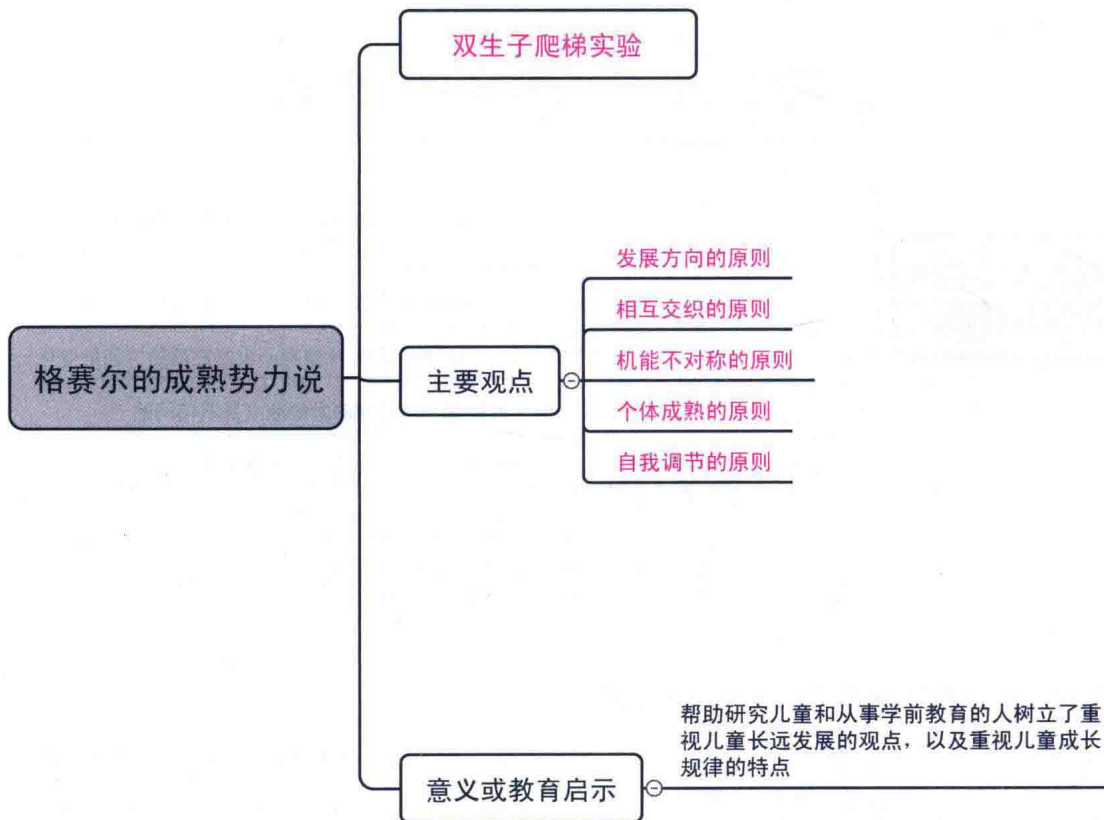 双生子爬梯实验
格赛尔的成熟势力说
主要观点
发展方向的原则
相互交织的原则
机能不对称的原则
个体成熟的原则
自我调节的原则
意义或教育启示
帮助研究儿童和从事学前教育的人树立了重
视儿童长远发展的观点，以及重视儿童成长
规律的特点